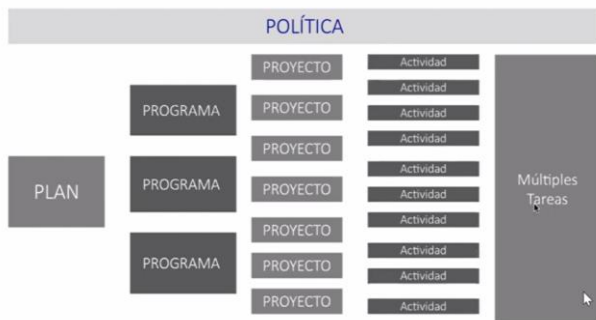 POLÍTICA
PLAN
PROGRAMA
PROGRAMA
PROGRAMA
PROYECTO
PROYECTO
PROYECTO
PROYECTO
PROYECTO
PROYECTO
PROYECTO
Actividad
Actividad
Actividad
Actividad
Actividad
Actividad
Actividad
Actividad
Actividad
Actividad
Múltiples
Tareas